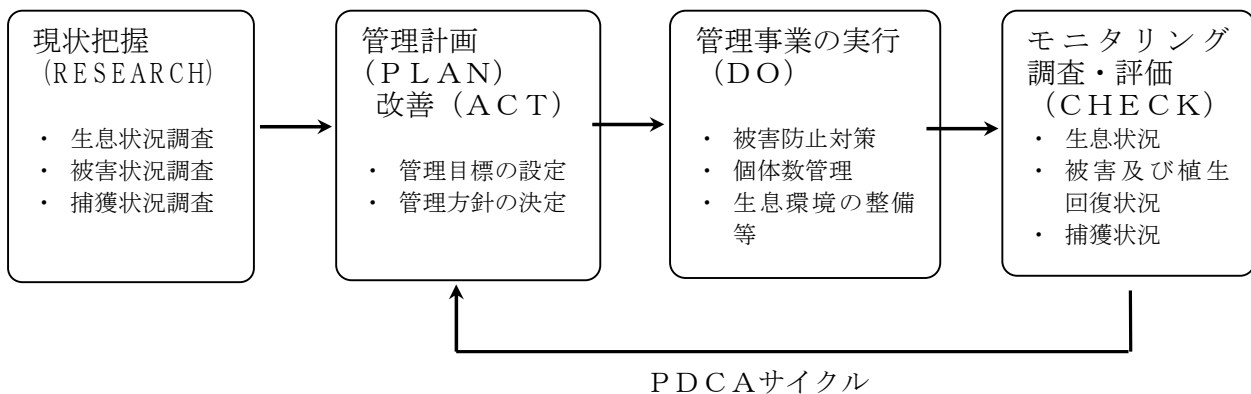 現状把握
(RESEARCH)
・ 生息状況調査
・ 被害状況調査
・ 捕獲状況調査
管理計画
(ＰＬＡＮ)
改善（ＡＣＴ）
・ 管理目標の設定
・ 管理方針の決定
管理事業の実行
（ＤＯ）
・ 被害防止対策
・ 個体数管理
・ 生息環境の整備
等
モニタリング
調査・評価
（ＣＨＥＣＫ）
・ 生息状況
・ 被害及び植生
回復状況
・ 捕獲状況
ＰＤＣＡサイクル